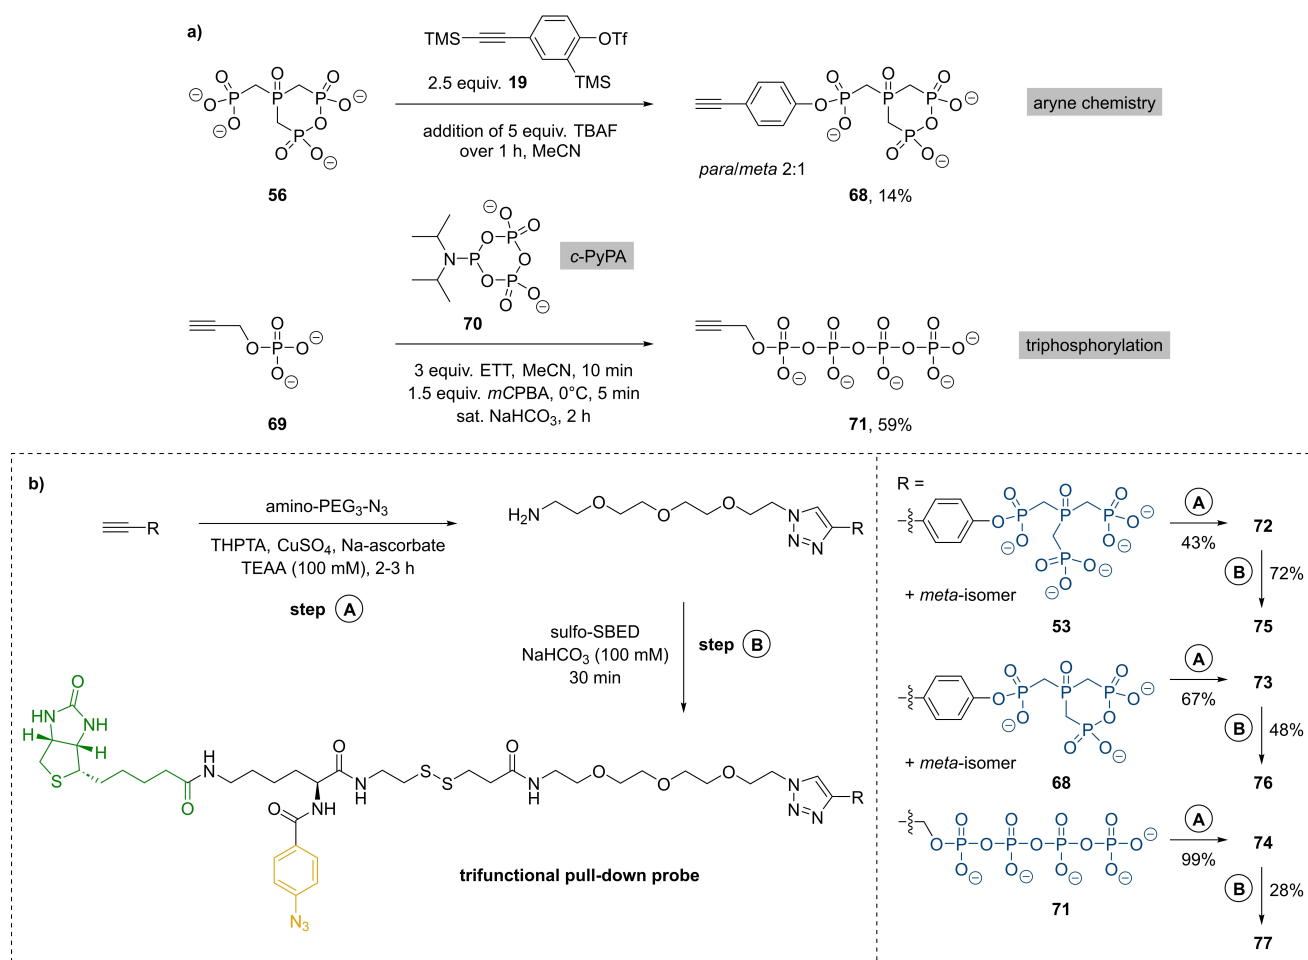 a)
TMS
OTf
TMS
2.5 equiv. 19
addition of 5 equiv. TBAF
over 1 h, MeCN
56
para/meta 2:1
68, 14%
aryne chemistry
c-PyPA
70
3 equiv. ETT, MeCN, 10 min
1.5 equiv. mCPBA, 0°C, 5 min
sat. NaHCO₃, 2 h
69
71, 59%
triphosphorylation
b)
R
amino-PEG₃-N₃
THPTA, CuSO₄, Na-ascorbate
TEAA (100 mM), 2-3 h
step A
H₂N
O
O
O
N
N=N
R
sulfo-SBED
NaHCO₃ (100 mM)
30 min
step B
O
HN
NH
H
H
S
O
H
N
O
N
H
S
S
O
N
H
O
O
O
N
N=N
R
O
NH
N₃
trifunctional pull-down probe
R =
+ meta-isomer
53
A
43%
72
B
72%
75
+ meta-isomer
68
A
67%
73
B
48%
76
71
A
99%
74
B
28%
77